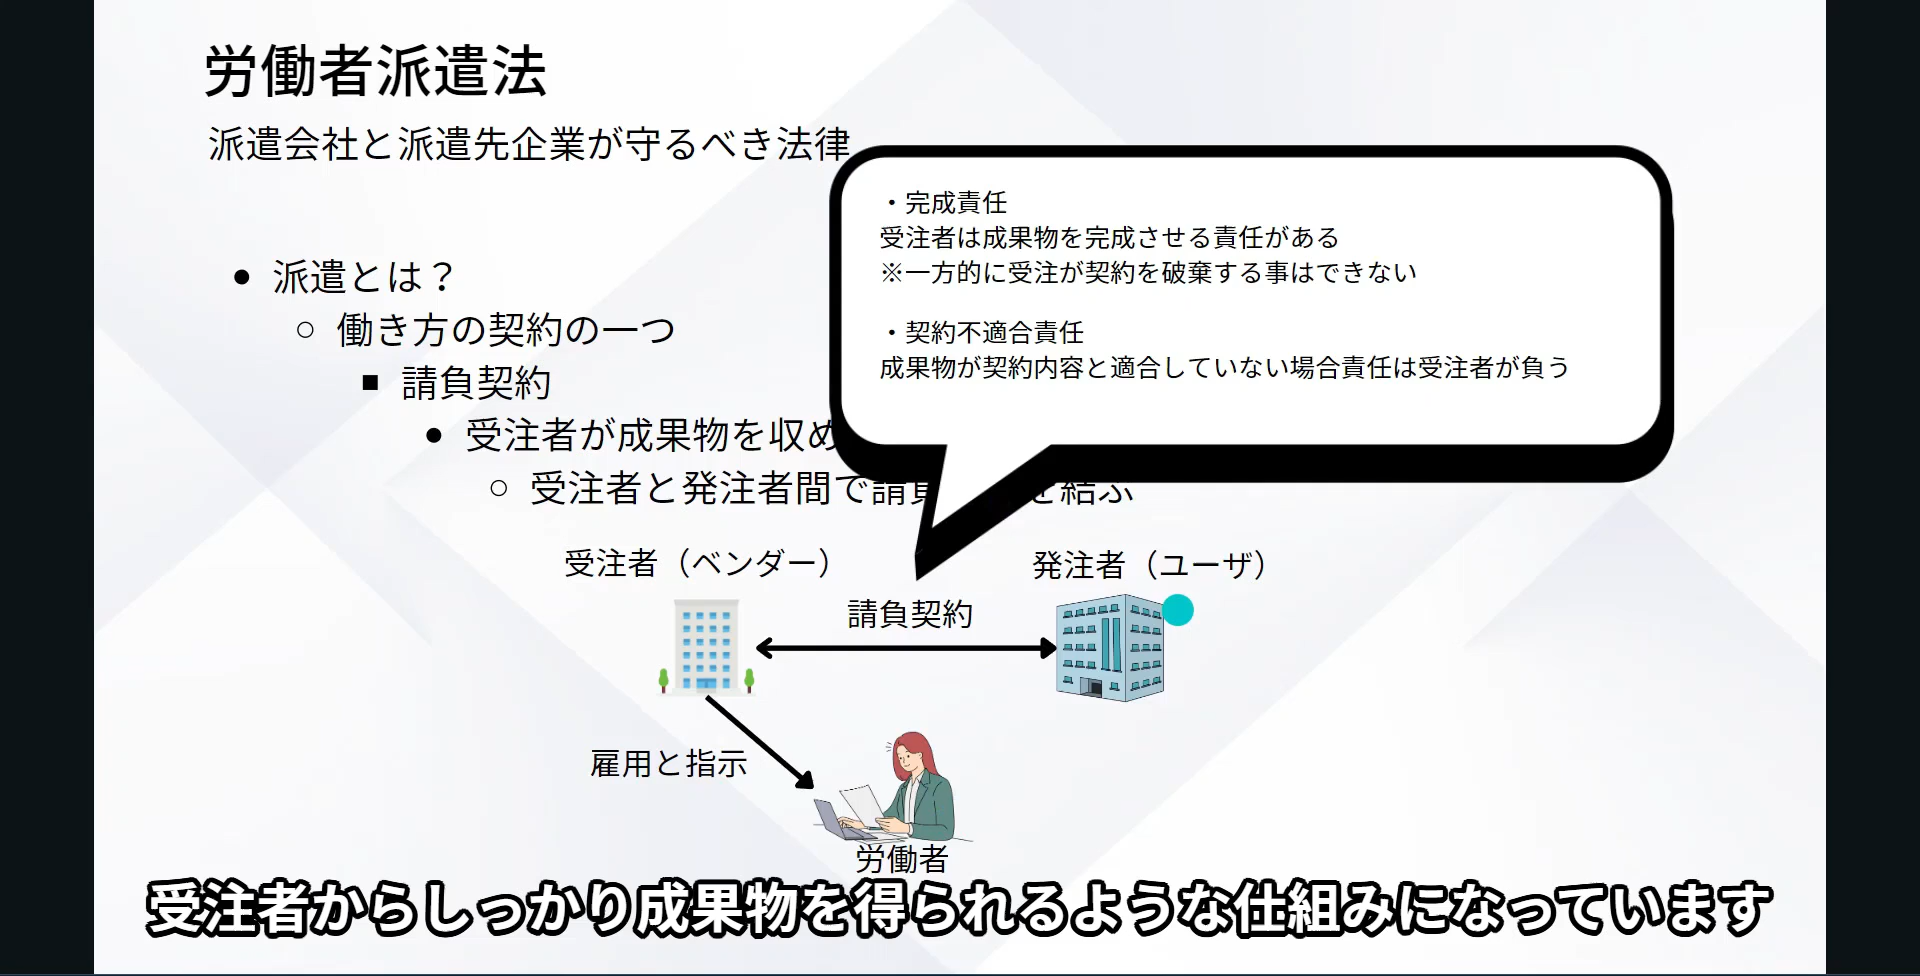 労働者派遣法
派遣会社と派遣先企業が守るべき法律
・完成責任
受注者は成果物を完成させる責任がある
※一方的に受注が契約を破棄する事はできない
・契約不適合責任
成果物が契約内容と適合していない場合責任は受注者が負う
● 派遣とは？
○ 働き方の契約の一つ
■ 請負契約
● 受注者が成果物を収め
○ 受注者と発注者間で請負 を結ぶ
受注者（ベンダー）
発注者（ユーザ）
請負契約
雇用と指示
労働者
受注者からしっかり成果物を得られるような仕組みになっています